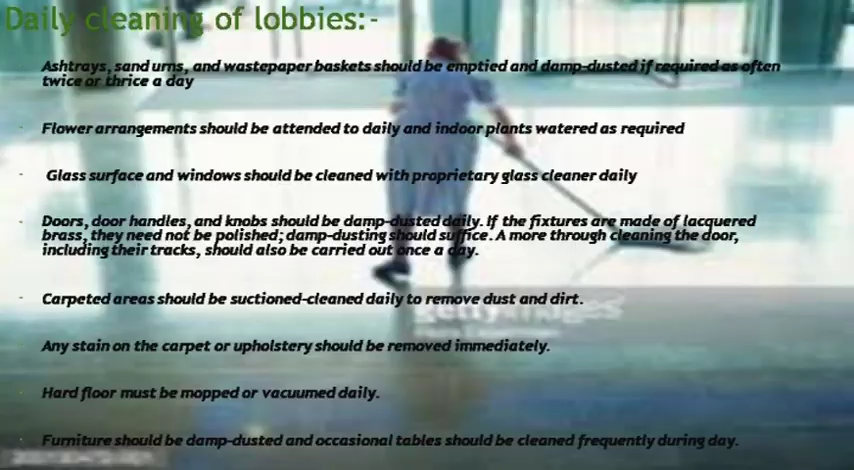 Daily cleaning of lobbies:-
Ashtrays, sand urns, and wastepaper baskets should be emptied and damp-dusted if required as often
twice or thrice a day
Flower arrangements should be attended to daily and indoor plants watered as required
Glass surface and windows should be cleaned with proprietary glass cleaner daily
Doors, door handles, and knobs should be damp-dusted daily. If the fixtures are made of lacquered
brass, they need not be polished; damp-dusting should suffice. A more through cleaning the door,
including their tracks, should also be carried out once a day.
Carpeted areas should be suctioned-cleaned daily to remove dust and dirt.
gettyimages
Any stain on the carpet or upholstery should be removed immediately.
Hard floor must be mopped or vacuumed daily.
Furniture should be damp-dusted and occasional tables should be cleaned frequently during day.